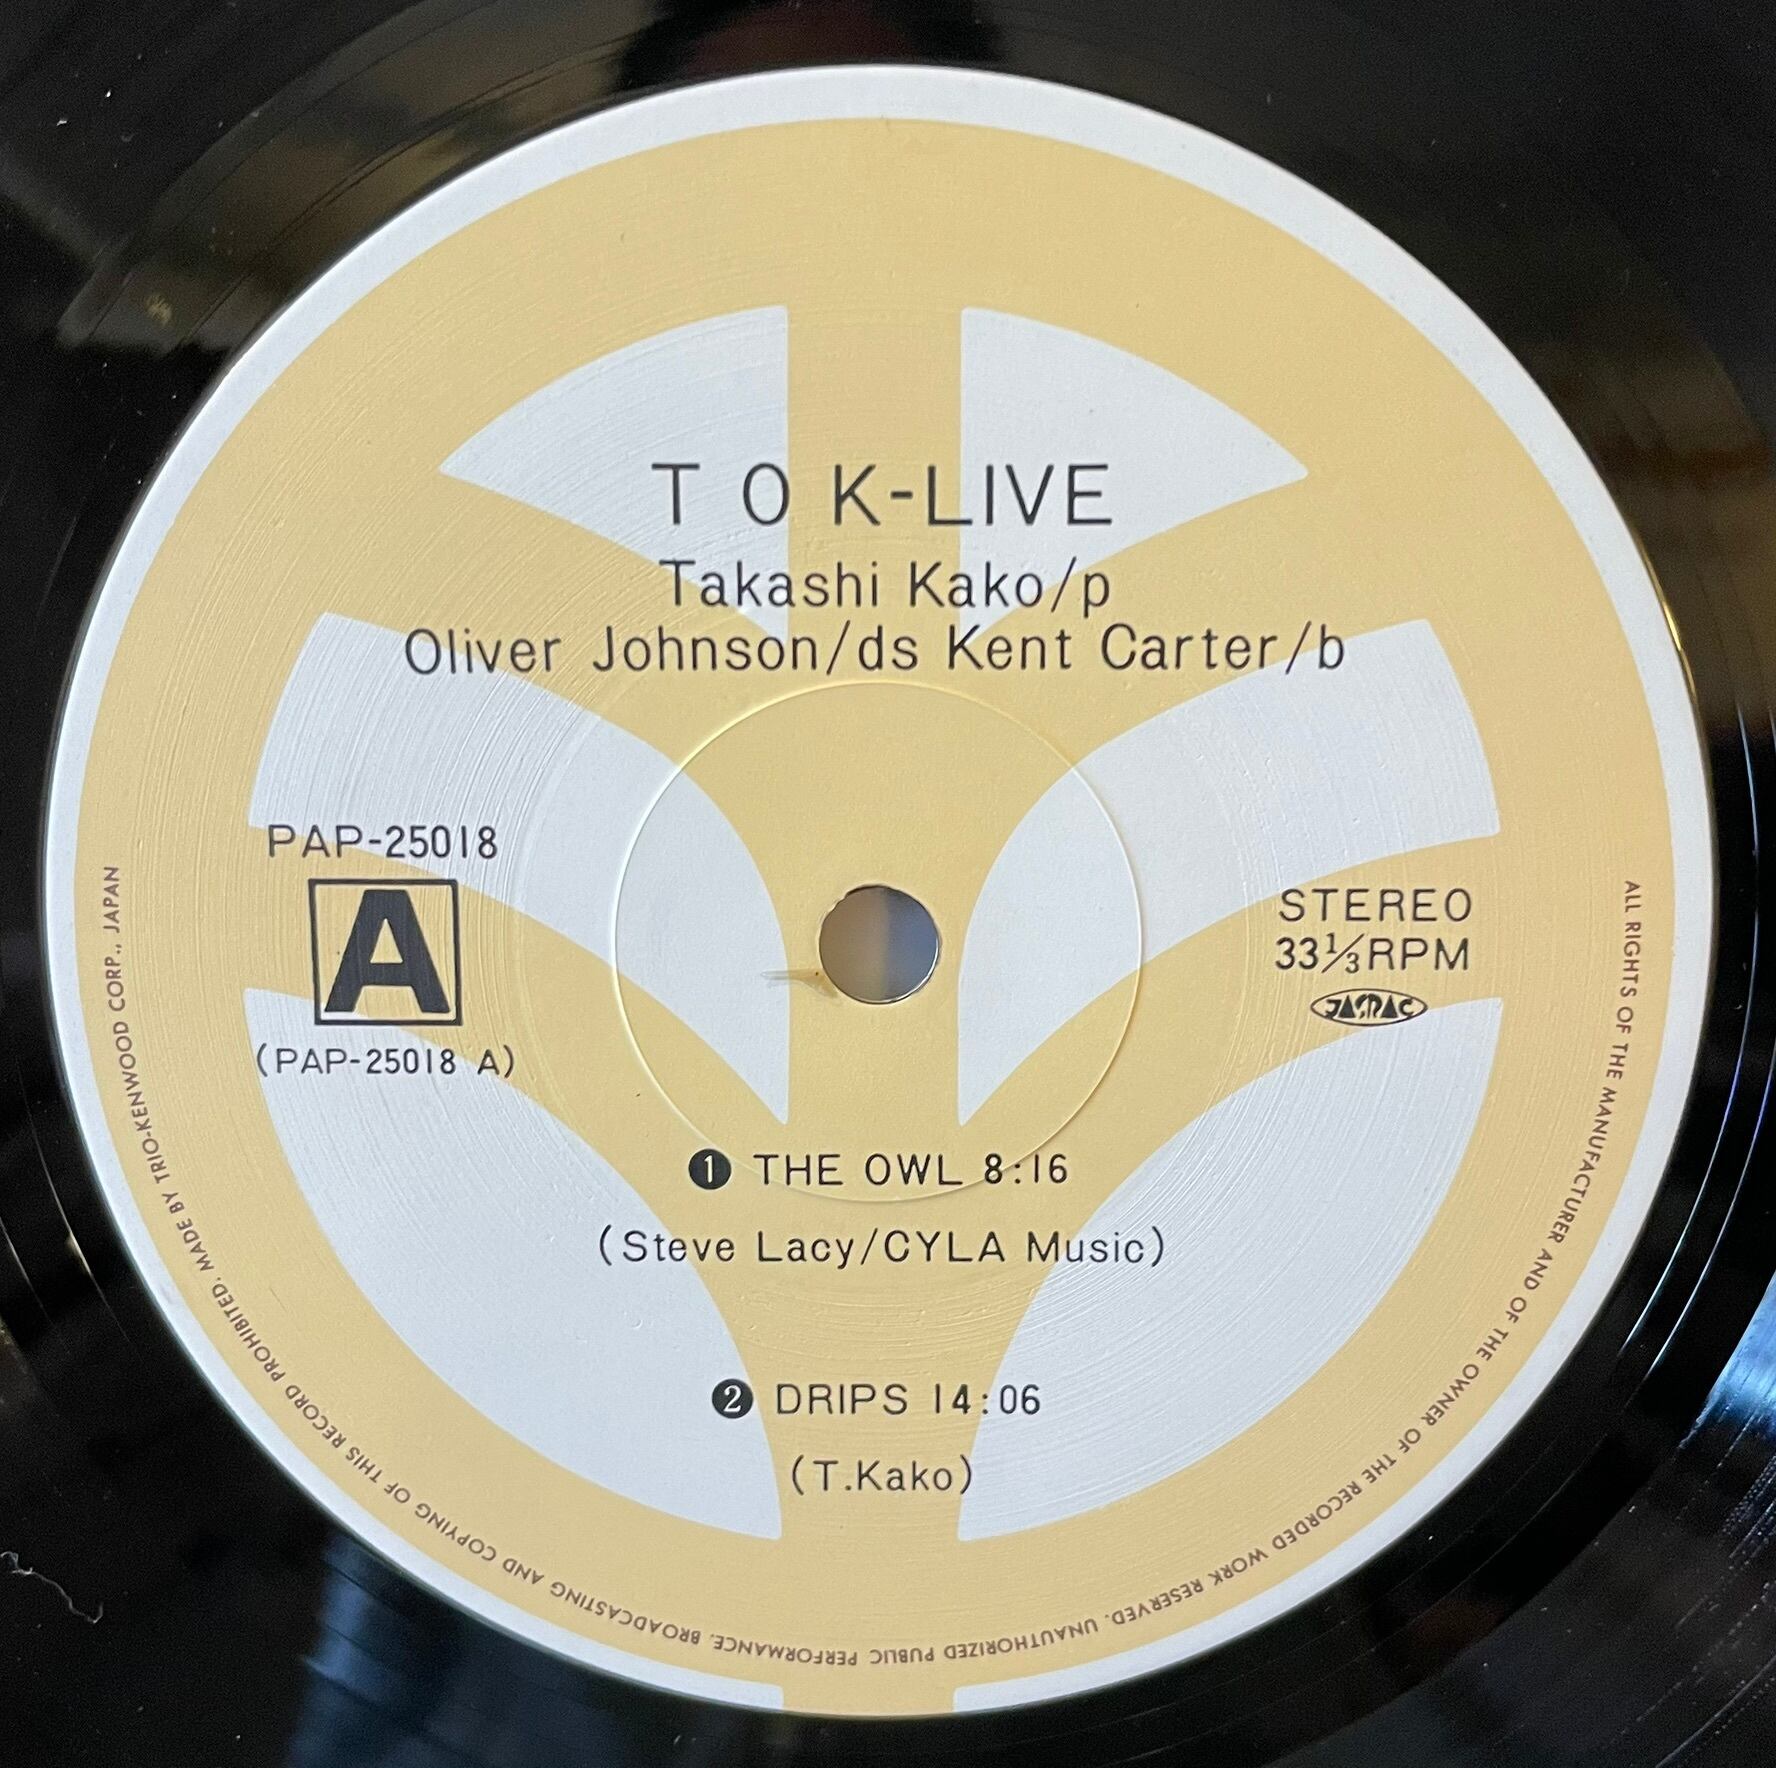 T O K-LIVE
Takashi Kako/p
Oliver Johnson/ds Kent Carter/b
PAP-25018
A
(PAP-25018 A)
STEREO
33⅓RPM
JASRAC
❶ THE OWL 8:16
(Steve Lacy/CYLA Music)
❷ DRIPS 14:06
(T.Kako)
ALL RIGHTS OF THE MANUFACTURER AND OF THE OWNER OF THE RECORDED WORK RESERVED. UNAUTHORIZED PUBLIC PERFORMANCE, BROADCASTING AND COPYING OF THIS RECORD PROHIBITED. MADE BY TRIO-KENWOOD CORP., JAPAN